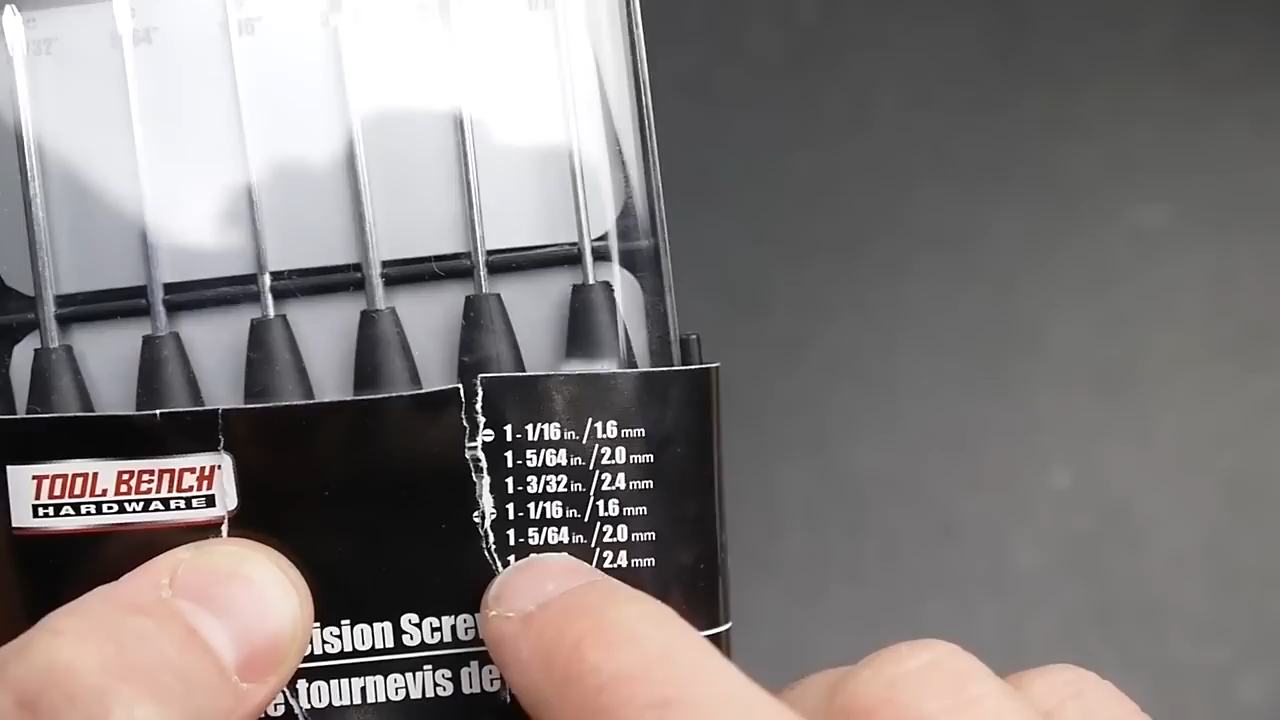 TOOL BENCH
HARDWARE
1 - 1/16 in. / 1.6 mm
1 - 5/64 in. / 2.0 mm
1 - 3/32 in. / 2.4 mm
1 - 1/16 in. / 1.6 mm
1 - 5/64 in. / 2.0 mm
1 - / 2.4 mm
ision Screw
tournevis de